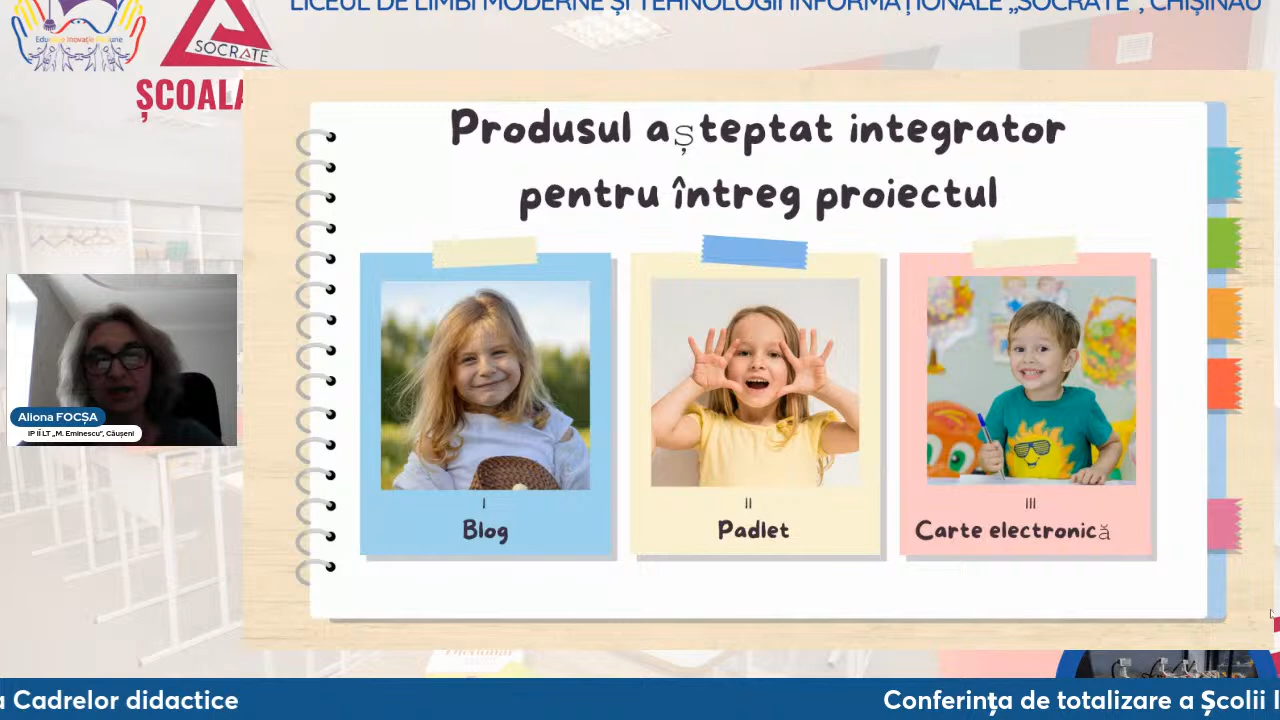 LICEUL DE LIMBI MODERNE ȘI TEHNOLOGII INFORMAȚIONALE „SOCRATE”, CHIȘINĂU
SOCRATE
ȘCOALA
Produsul așteptat integrator
pentru întreg proiectul
Aliona FOCȘA
IP ÎI LT „M. Eminescu”, Căușeni
I
Blog
II
Padlet
III
Carte electronică
a Cadrelor didactice
Conferința de totalizare a Școlii